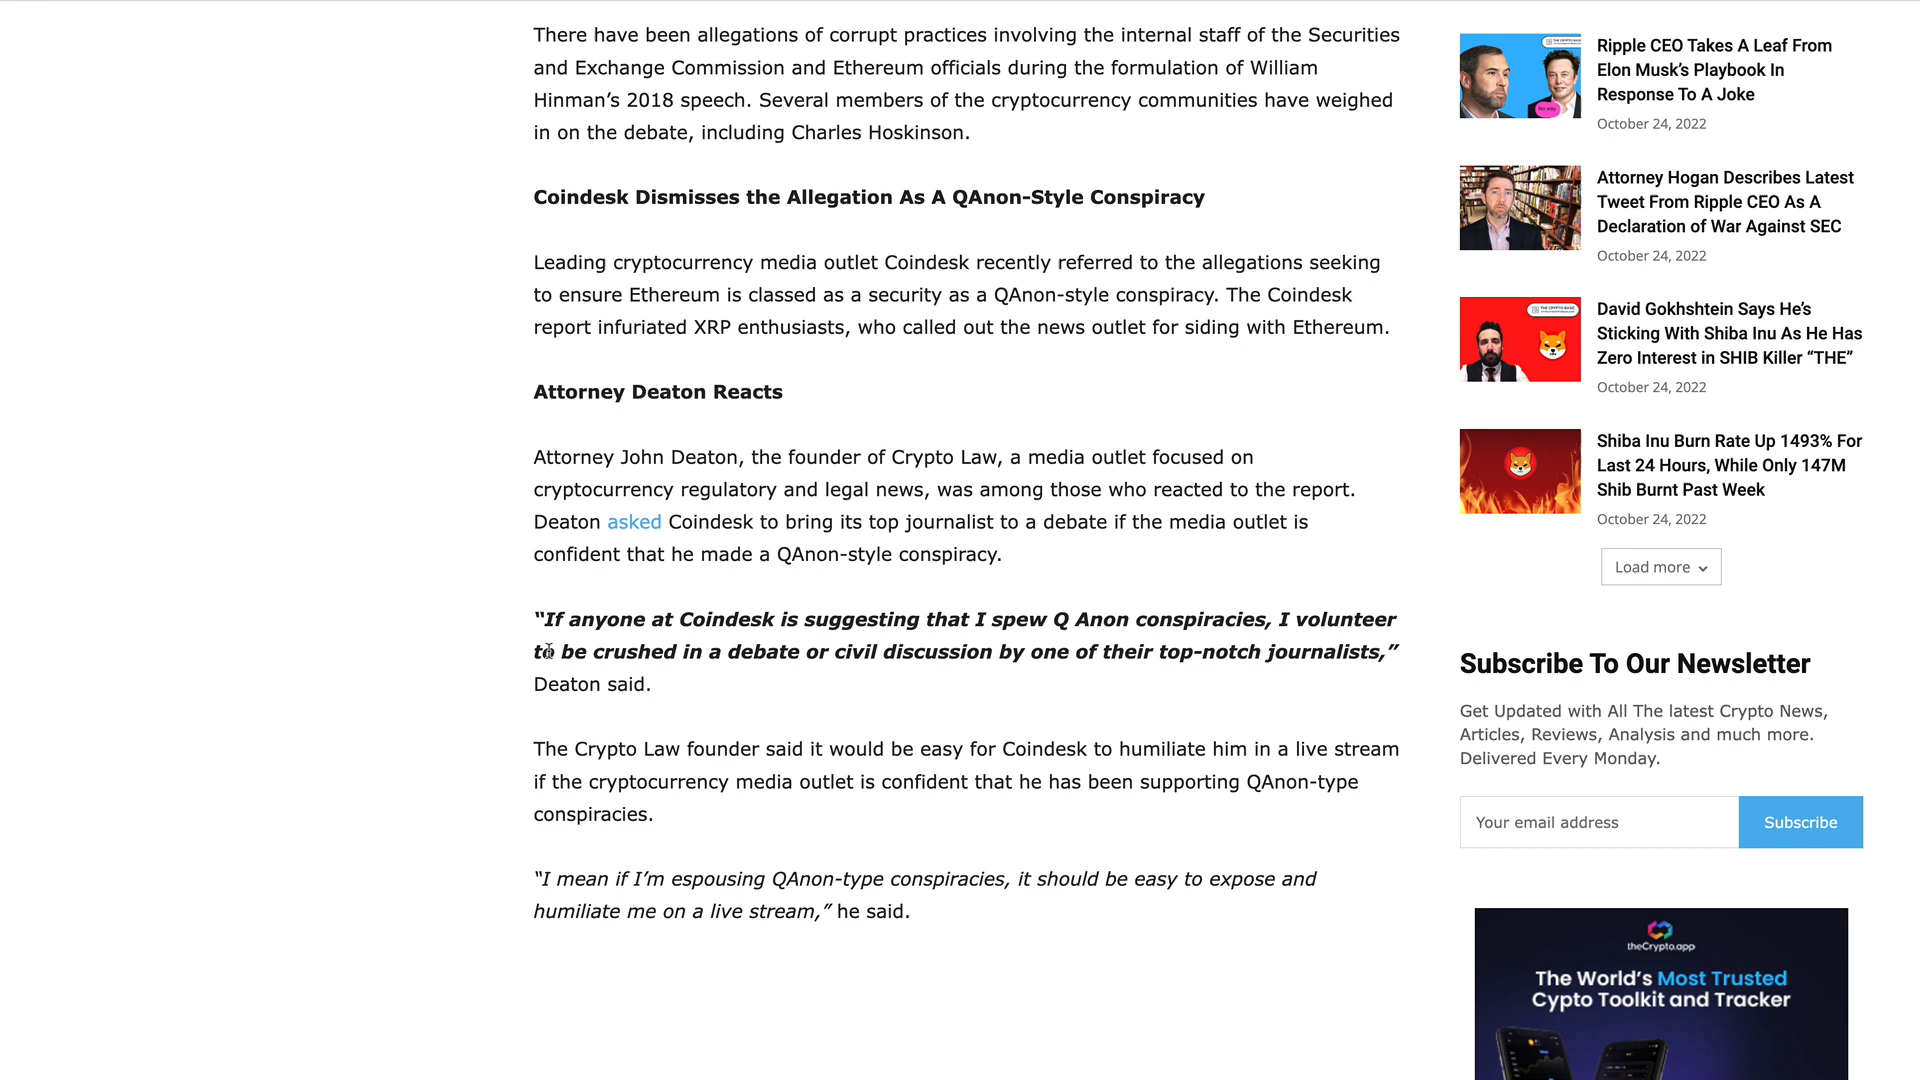 There have been allegations of corrupt practices involving the internal staff of the Securities
and Exchange Commission and Ethereum officials during the formulation of William
Hinman’s 2018 speech. Several members of the cryptocurrency communities have weighed
in on the debate, including Charles Hoskinson.
Coindesk Dismisses the Allegation As A QAnon-Style Conspiracy
Leading cryptocurrency media outlet Coindesk recently referred to the allegations seeking
to ensure Ethereum is classed as a security as a QAnon-style conspiracy. The Coindesk
report infuriated XRP enthusiasts, who called out the news outlet for siding with Ethereum.
Attorney Deaton Reacts
Attorney John Deaton, the founder of Crypto Law, a media outlet focused on
cryptocurrency regulatory and legal news, was among those who reacted to the report.
Deaton asked Coindesk to bring its top journalist to a debate if the media outlet is
confident that he made a QAnon-style conspiracy.
“If anyone at Coindesk is suggesting that I spew Q Anon conspiracies, I volunteer
to be crushed in a debate or civil discussion by one of their top-notch journalists,”
Deaton said.
The Crypto Law founder said it would be easy for Coindesk to humiliate him in a live stream
if the cryptocurrency media outlet is confident that he has been supporting QAnon-type
conspiracies.
“I mean if I’m espousing QAnon-type conspiracies, it should be easy to expose and
humiliate me on a live stream,” he said.
Ripple CEO Takes A Leaf From
Elon Musk’s Playbook In
Response To A Joke
October 24, 2022
Attorney Hogan Describes Latest
Tweet From Ripple CEO As A
Declaration of War Against SEC
October 24, 2022
David Gokhshtein Says He’s
Sticking With Shiba Inu As He Has
Zero Interest in SHIB Killer “THE”
October 24, 2022
Shiba Inu Burn Rate Up 1493% For
Last 24 Hours, While Only 147M
Shib Burnt Past Week
October 24, 2022
Load more
Subscribe To Our Newsletter
Get Updated with All The latest Crypto News,
Articles, Reviews, Analysis and much more.
Delivered Every Monday.
Your email address
Subscribe
theCrypto.app
The World’s Most Trusted
Cypto Toolkit and Tracker